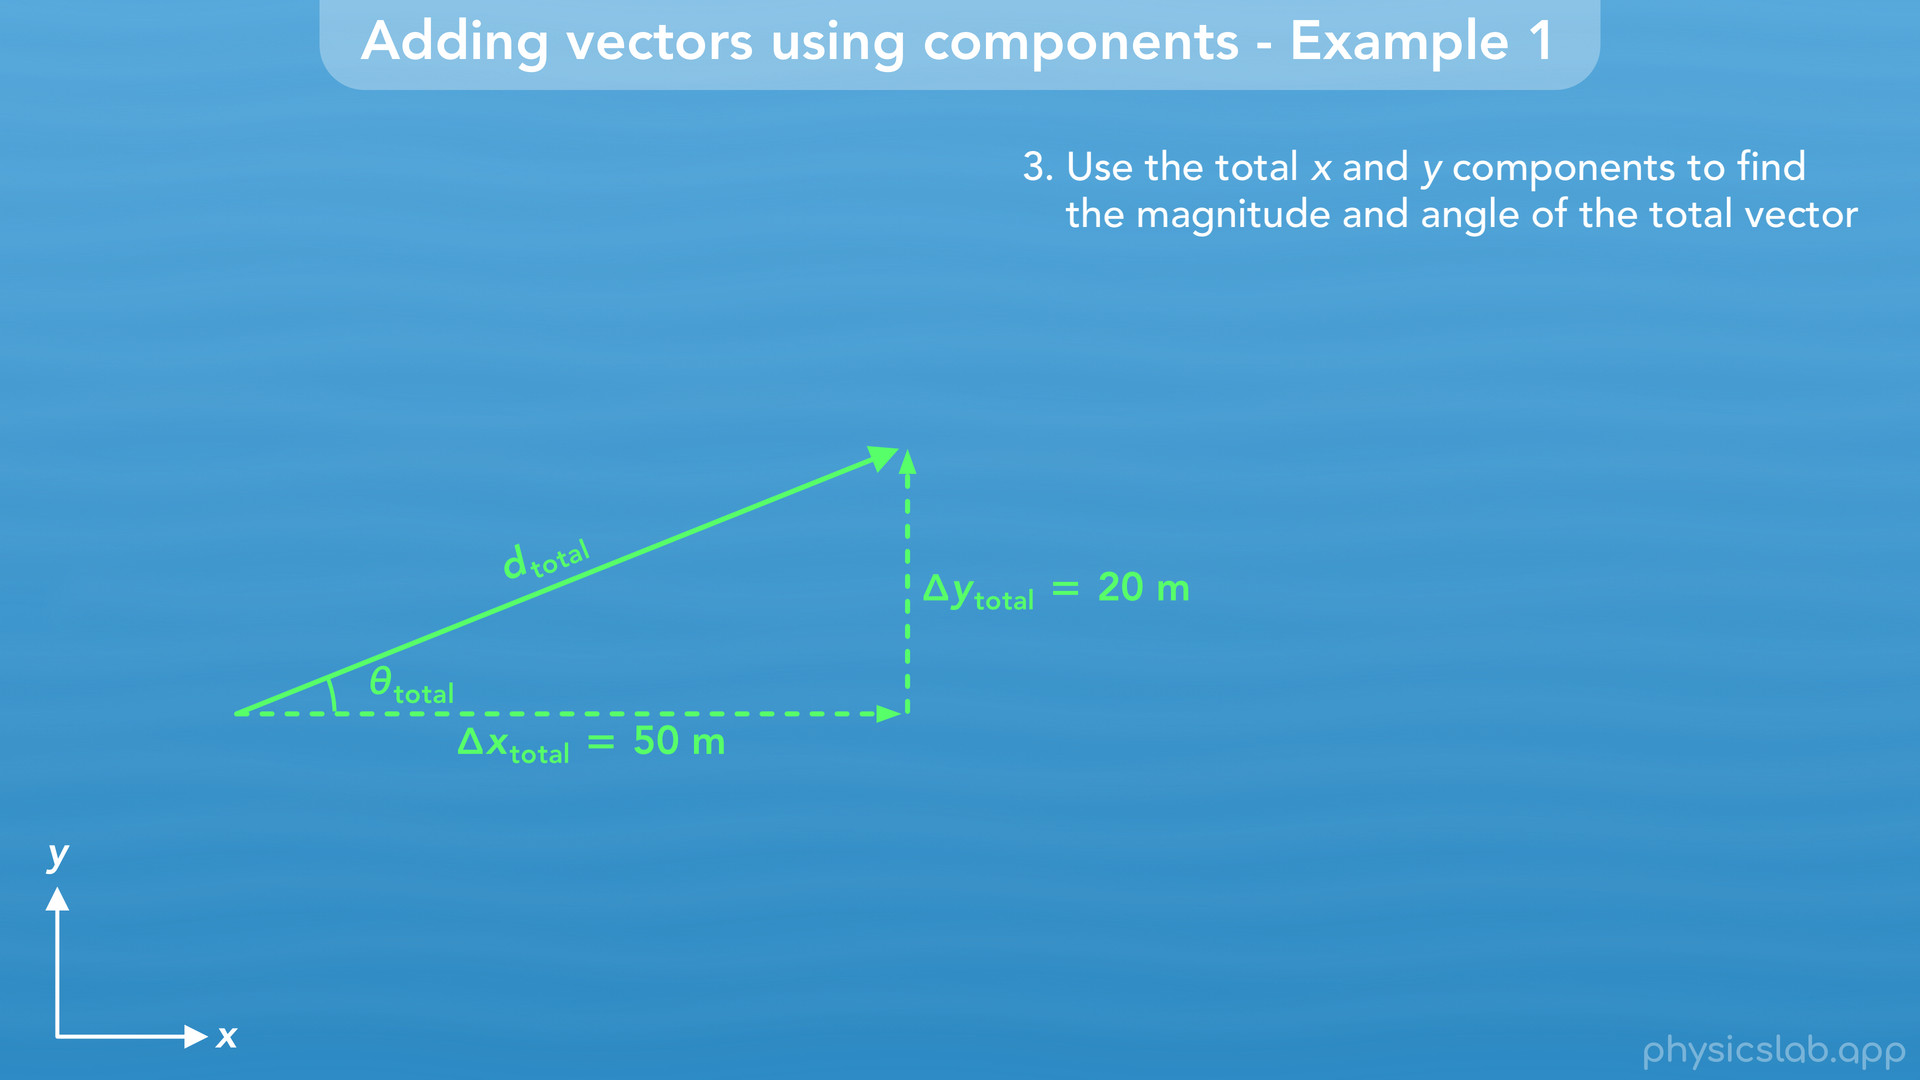 Adding vectors using components - Example 1
3. Use the total x and y components to find
the magnitude and angle of the total vector
dtotal
Δytotal = 20 m
θtotal
Δxtotal = 50 m
y
x
physicslab.app